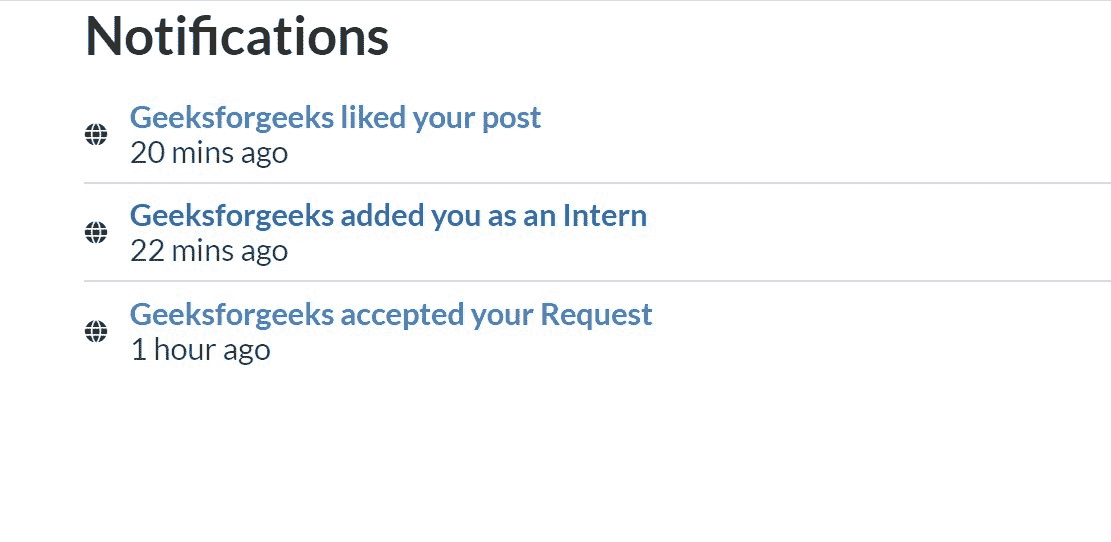 Notifications
Geeksforgeeks liked your post
20 mins ago
Geeksforgeeks added you as an Intern
22 mins ago
Geeksforgeeks accepted your Request
1 hour ago